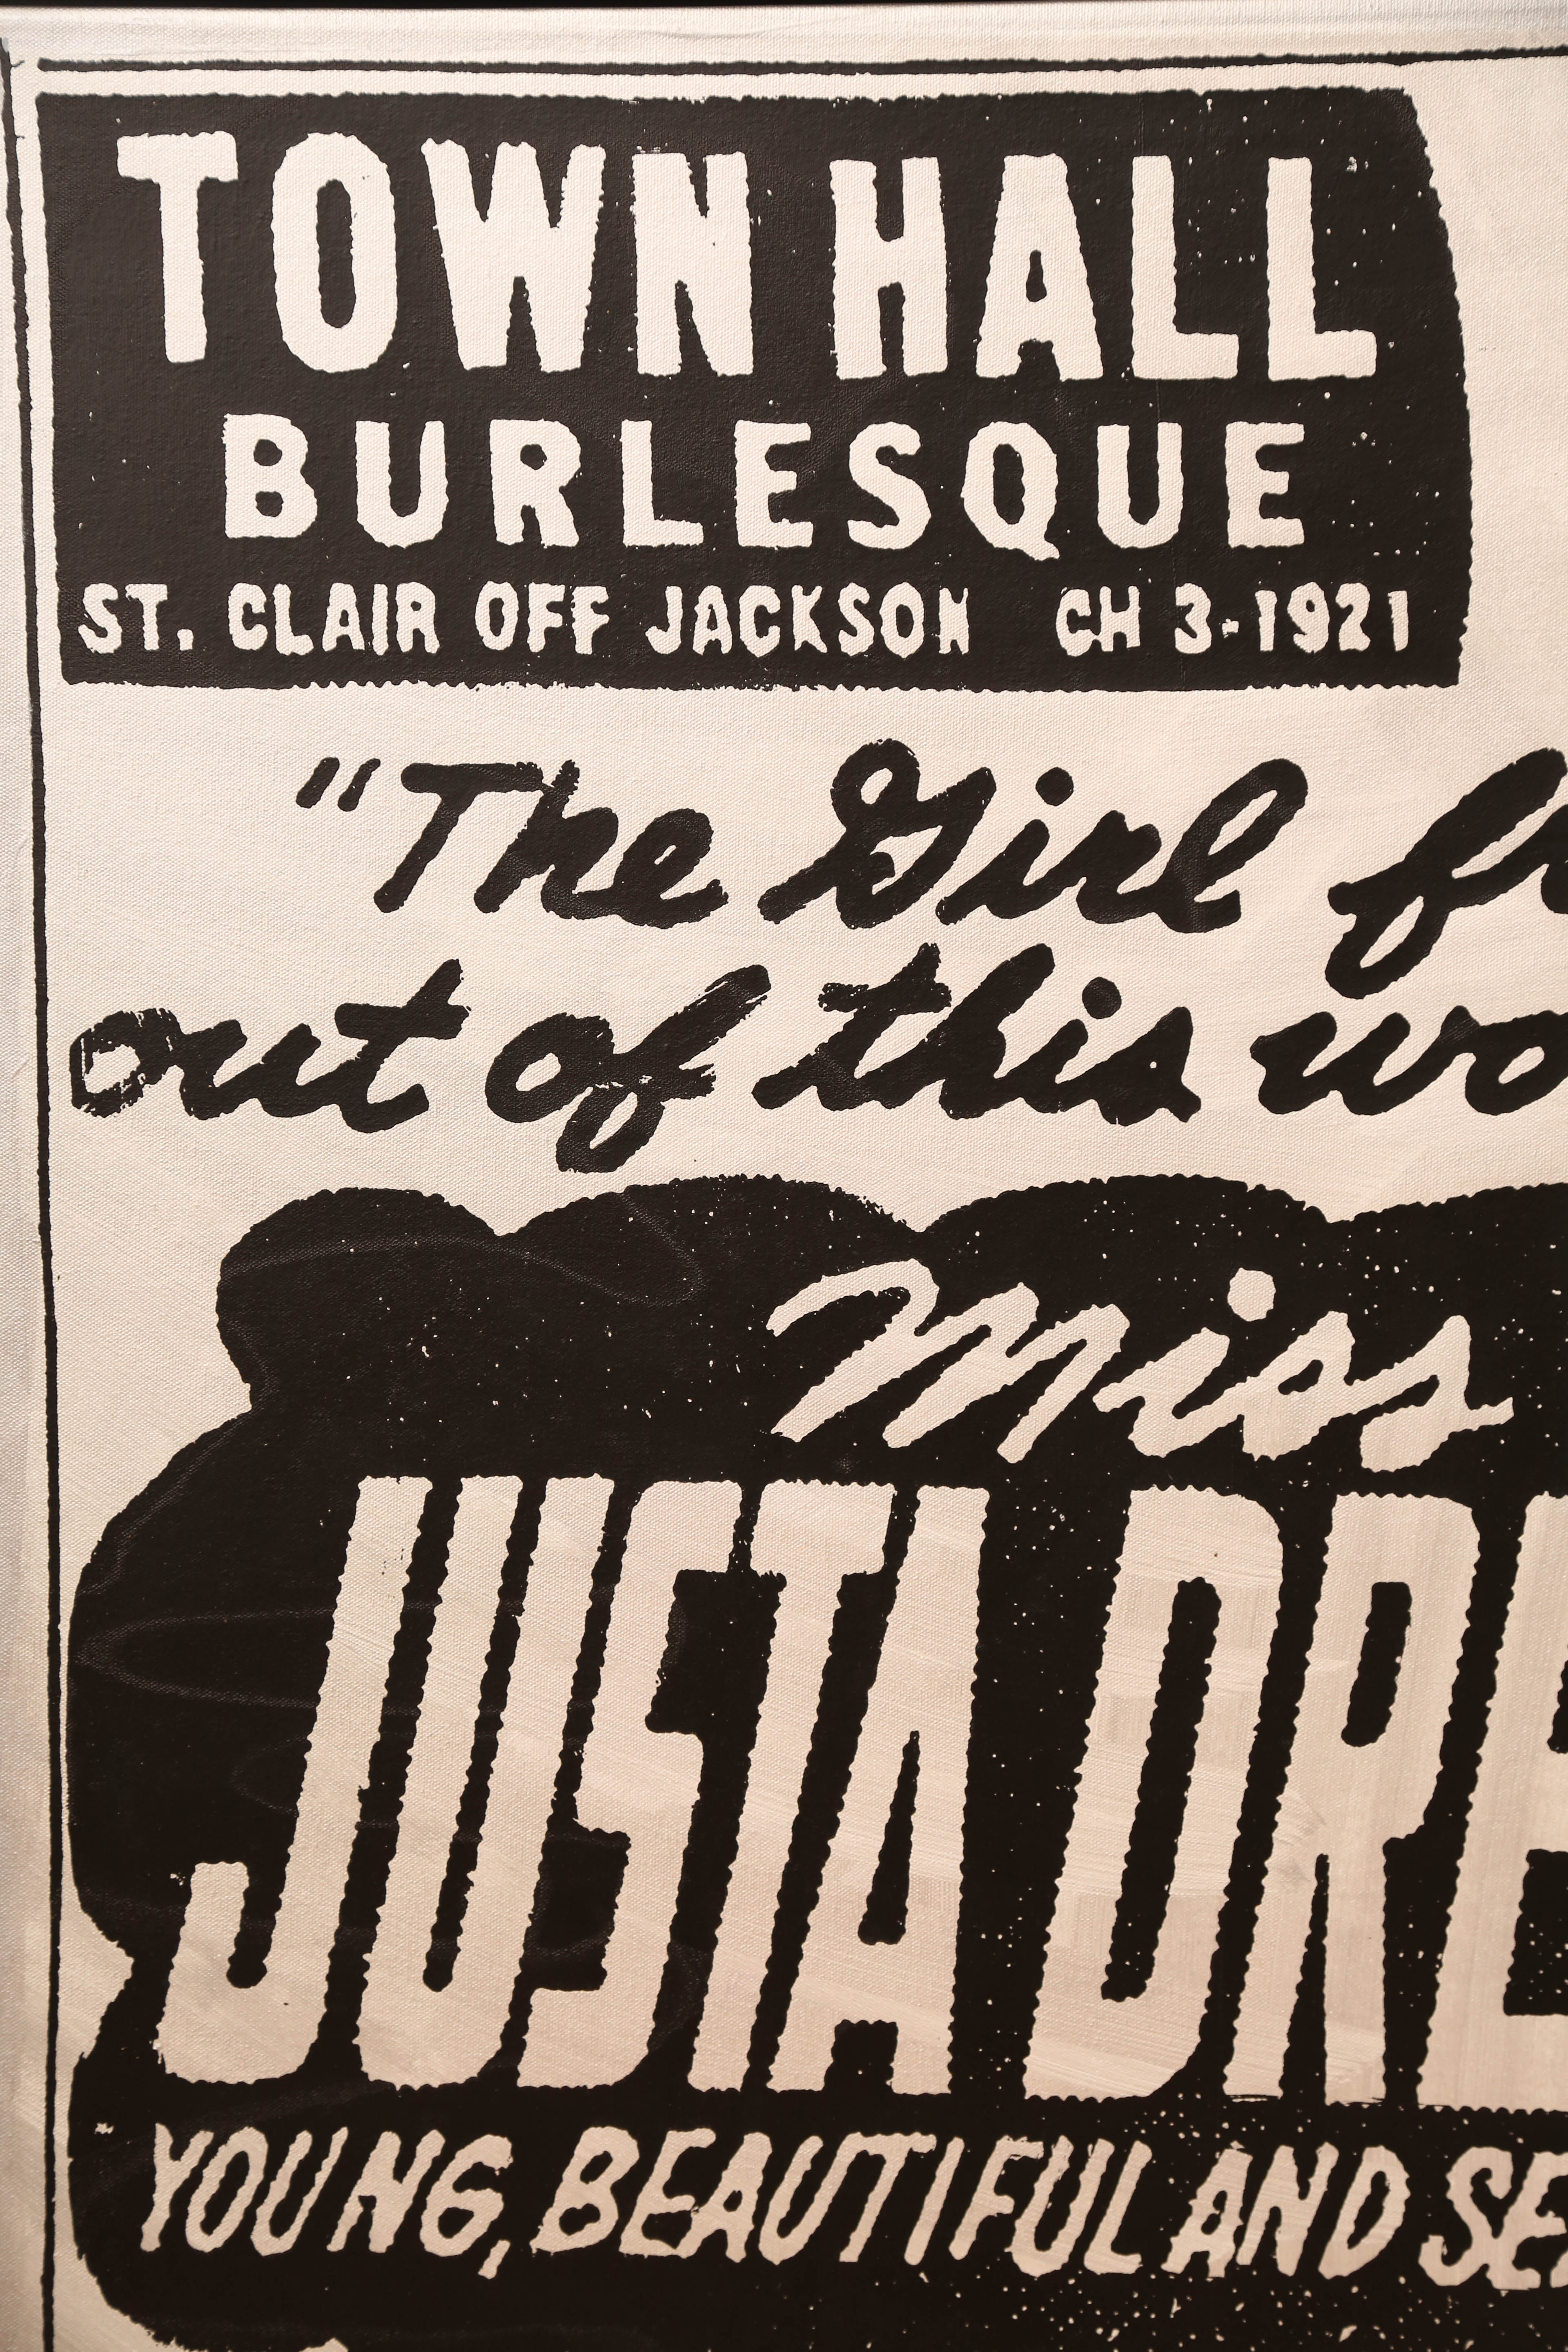 TOWN HALL
BURLESQUE
ST. CLAIR OFF JACKSON CH 3-1921
"The Girl
out of this
Miss
JUSTA
YOUNG, BEAUTIFUL AND